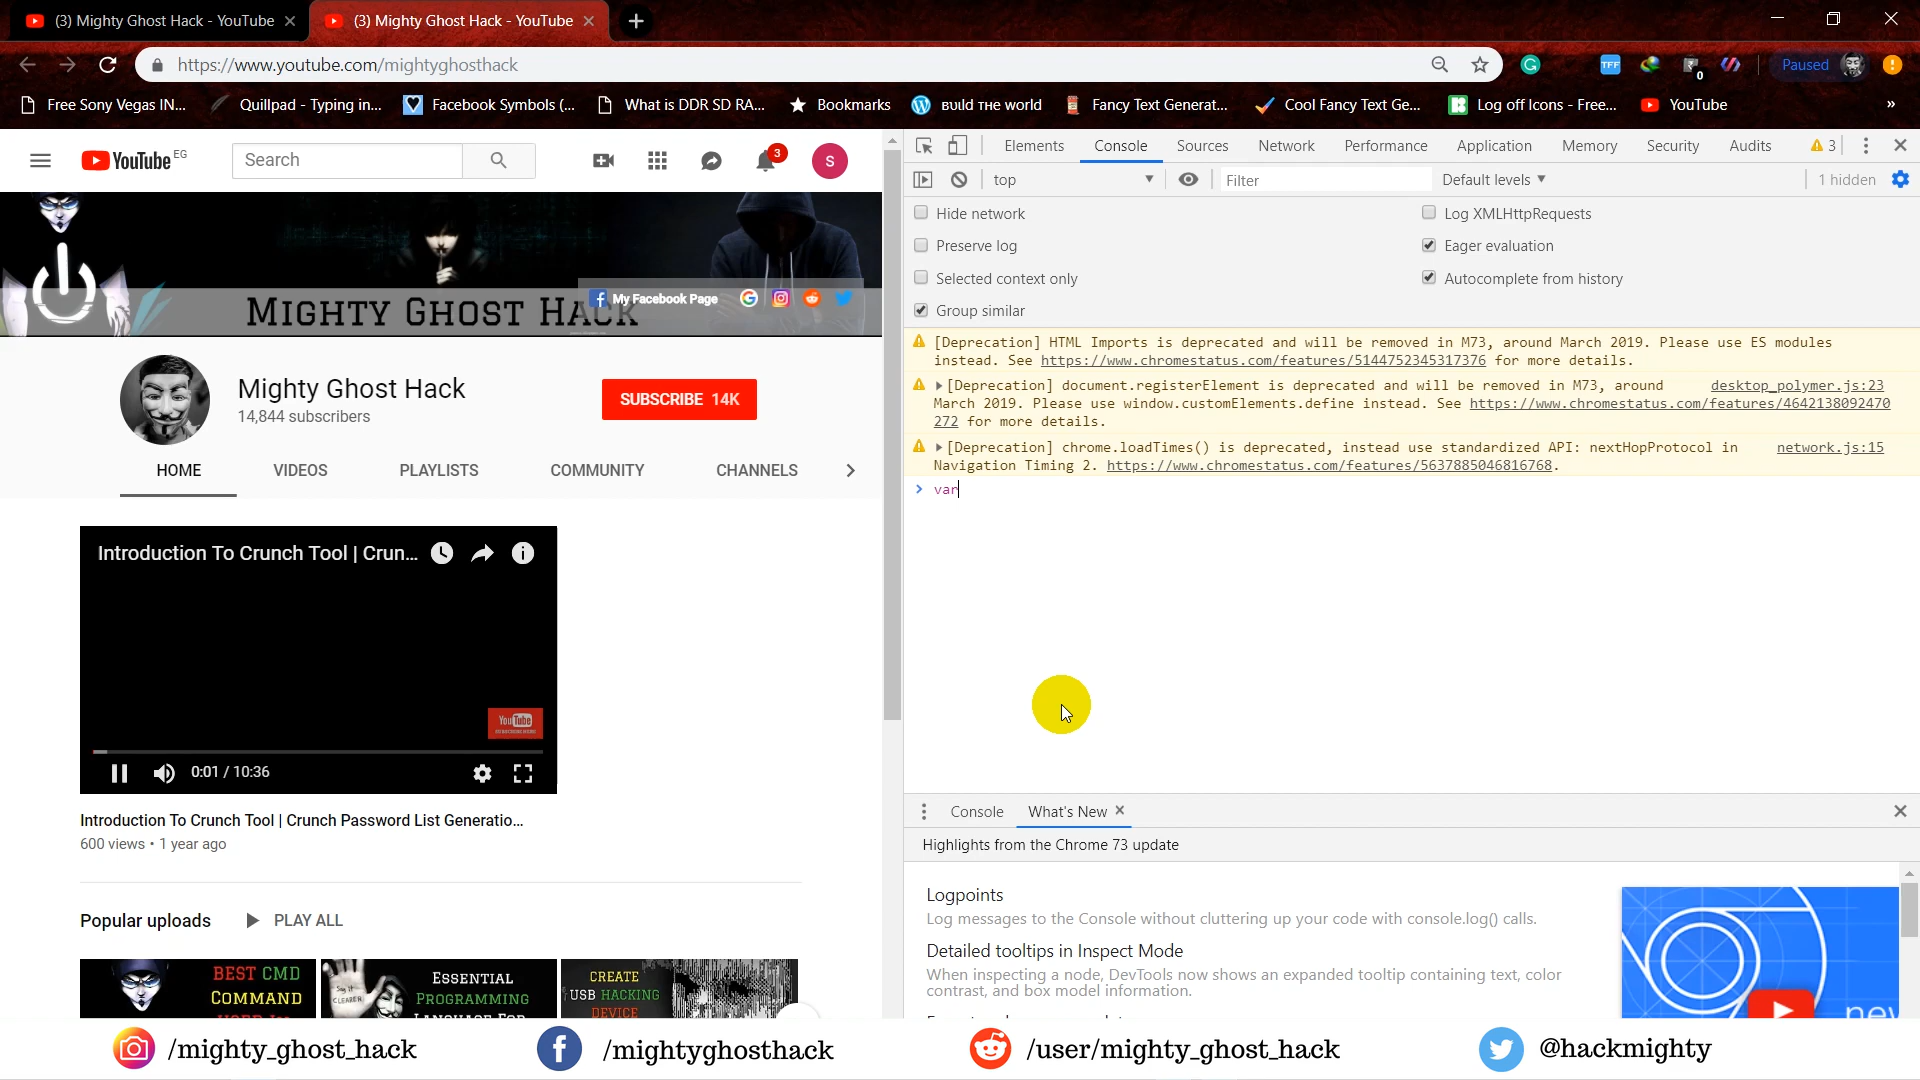 (3) Mighty Ghost Hack - YouTube
(3) Mighty Ghost Hack - YouTube
https://www.youtube.com/mightyghosthack
TFF
0
Paused
Free Sony Vegas IN...
Quillpad - Typing in...
Facebook Symbols (...
What is DDR SD RA...
Bookmarks
BUILD THE WORLD
Fancy Text Generat...
Cool Fancy Text Ge...
Log off Icons - Free...
YouTube
»
YouTube EG
Search
3
S
My Facebook Page
MIGHTY GHOST HACK
Mighty Ghost Hack
14,844 subscribers
SUBSCRIBE 14K
HOME
VIDEOS
PLAYLISTS
COMMUNITY
CHANNELS
Introduction To Crunch Tool | Crun...
YouTube
0:01 / 10:36
Introduction To Crunch Tool | Crunch Password List Generatio...
600 views • 1 year ago
Popular uploads
PLAY ALL
BEST CMD
COMMAND
Say it
CLEARER
ESSENTIAL
PROGRAMMING
LANGUAGE FOR
CREATE
USB HACKING
DEVICE
Elements
Console
Sources
Network
Performance
Application
Memory
Security
Audits
3
top
Filter
Default levels
1 hidden
Hide network
Log XMLHttpRequests
Preserve log
Eager evaluation
Selected context only
Autocomplete from history
Group similar
[Deprecation] HTML Imports is deprecated and will be removed in M73, around March 2019. Please use ES modules
instead. See https://www.chromestatus.com/features/5144752345317376 for more details.
[Deprecation] document.registerElement is deprecated and will be removed in M73, around desktop_polymer.js:23
March 2019. Please use window.customElements.define instead. See https://www.chromestatus.com/features/4642138092470
272 for more details.
[Deprecation] chrome.loadTimes() is deprecated, instead use standardized API: nextHopProtocol in network.js:15
Navigation Timing 2. https://www.chromestatus.com/features/5637885046816768.
> var
Console
What's New
Highlights from the Chrome 73 update
Logpoints
Log messages to the Console without cluttering up your code with console.log() calls.
Detailed tooltips in Inspect Mode
When inspecting a node, DevTools now shows an expanded tooltip containing text, color
contrast, and box model information.
new
/mighty_ghost_hack
/mightyghosthack
/user/mighty_ghost_hack
@hackmighty